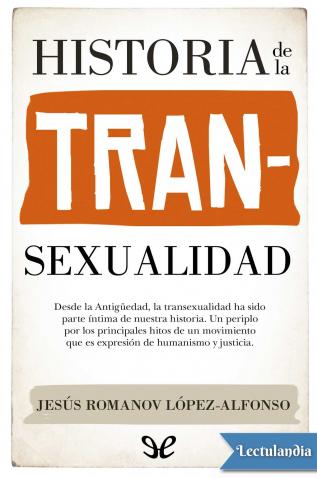 HISTORIA de la
TRAN-
SEXUALIDAD
Desde la Antigüedad, la transexualidad ha sido
parte íntima de nuestra historia. Un periplo
por los principales hitos de un movimiento
que es expresión de humanismo y justicia.
JESÚS ROMANOV LÓPEZ-ALFONSO
Lectulandia